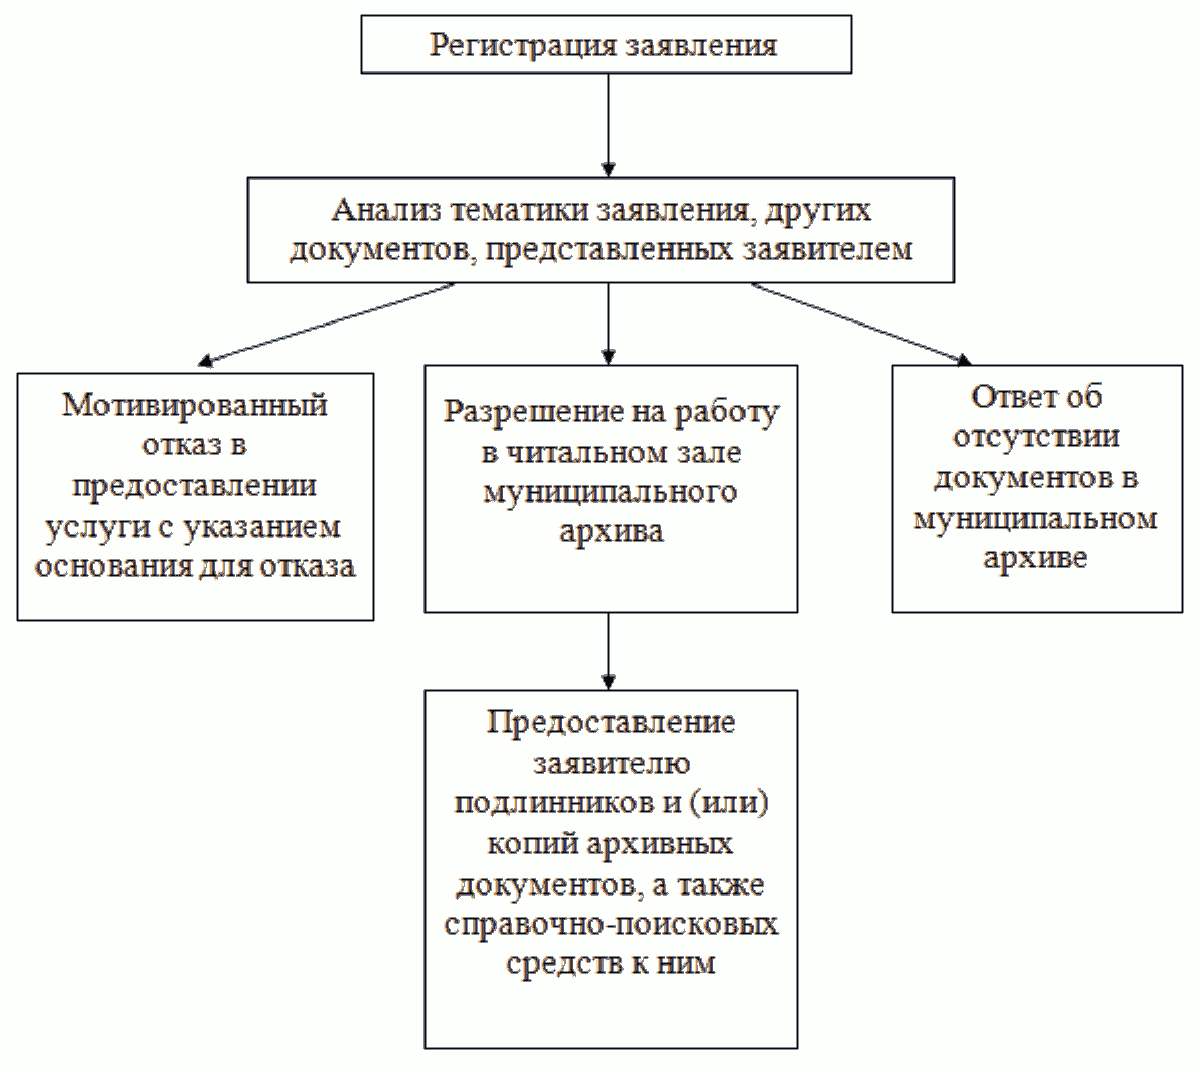 Регистрация заявления
Анализ тематики заявления, других
документов, представленных заявителем
Мотивированный
отказ в
предоставлении
услуги с указанием
основания для отказа
Разрешение на работу
в читальном зале
муниципального
архива
Ответ об
отсутствии
документов в
муниципальном
архиве
Предоставление
заявителю
подлинников и (или)
копий архивных
документов, а также
справочно-поисковых
средств к ним